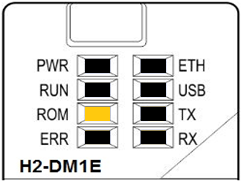 PWR ETH
RUN USB
ROM TX
ERR RX
H2-DM1E